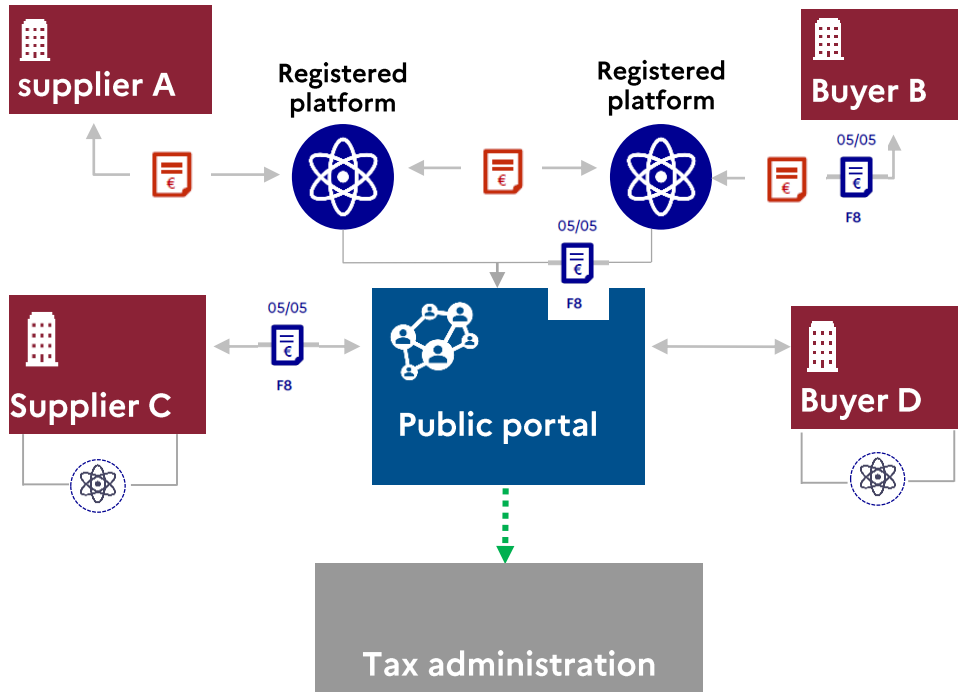 supplier A
Registered
platform
Registered
platform
Buyer B
€
€
€
05/05
€
F8
05/05
€
F8
05/05
€
F8
Supplier C
Public portal
Buyer D
Tax administration